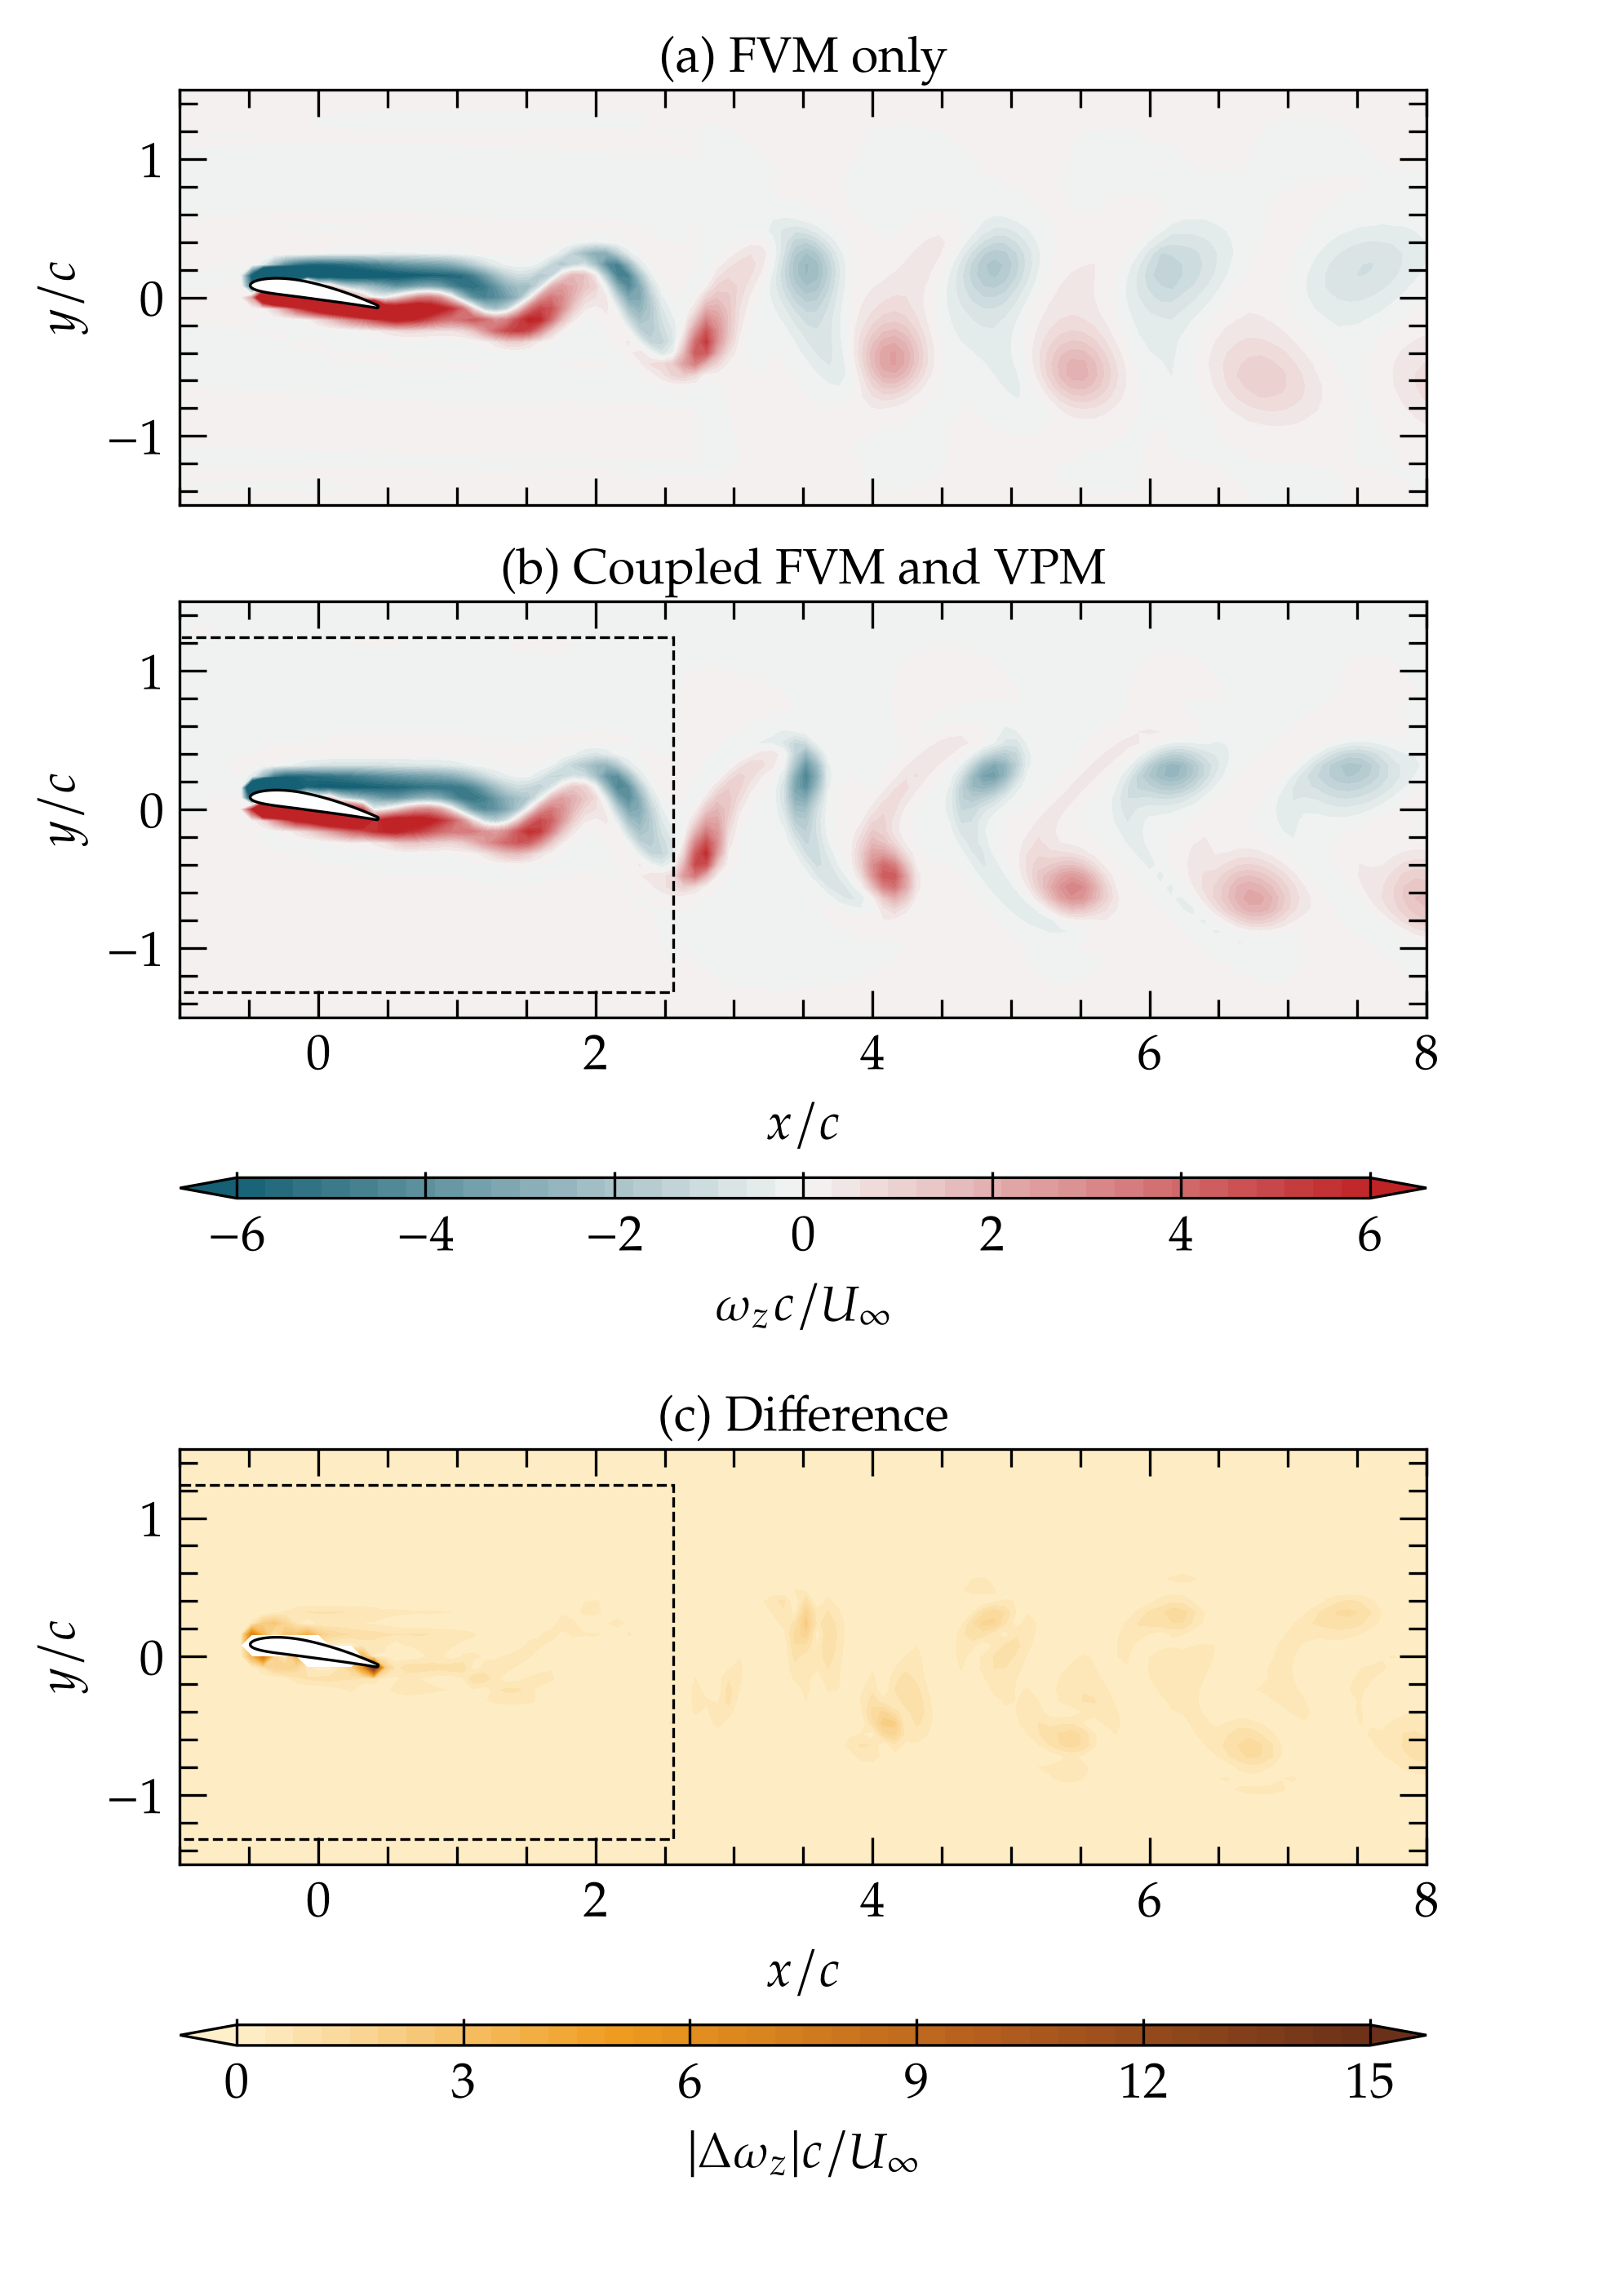 (a) FVM only
1
0
−1
y/c
(b) Coupled FVM and VPM
1
0
−1
y/c
0 2 4 6 8
x/c
−6 −4 −2 0 2 4 6
ω_z c/U_∞
(c) Difference
1
0
−1
y/c
0 2 4 6 8
x/c
0 3 6 9 12 15
|Δω_z|c/U_∞